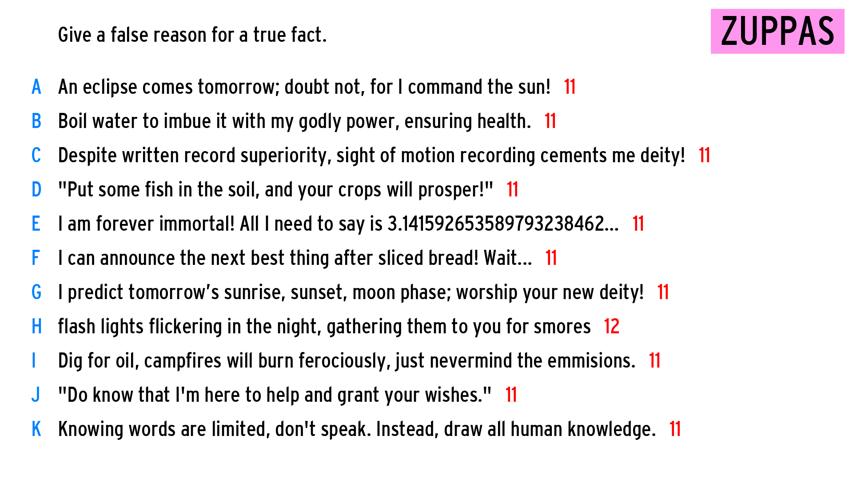 Give a false reason for a true fact.
ZUPPAS
A An eclipse comes tomorrow; doubt not, for I command the sun! 11
B Boil water to imbue it with my godly power, ensuring health. 11
C Despite written record superiority, sight of motion recording cements me deity! 11
D "Put some fish in the soil, and your crops will prosper!" 11
E I am forever immortal! All I need to say is 3.141592653589793238462... 11
F I can announce the next best thing after sliced bread! Wait... 11
G I predict tomorrow's sunrise, sunset, moon phase; worship your new deity! 11
H flash lights flickering in the night, gathering them to you for smores 12
I Dig for oil, campfires will burn ferociously, just nevermind the emmisions. 11
J "Do know that I'm here to help and grant your wishes." 11
K Knowing words are limited, don't speak. Instead, draw all human knowledge. 11